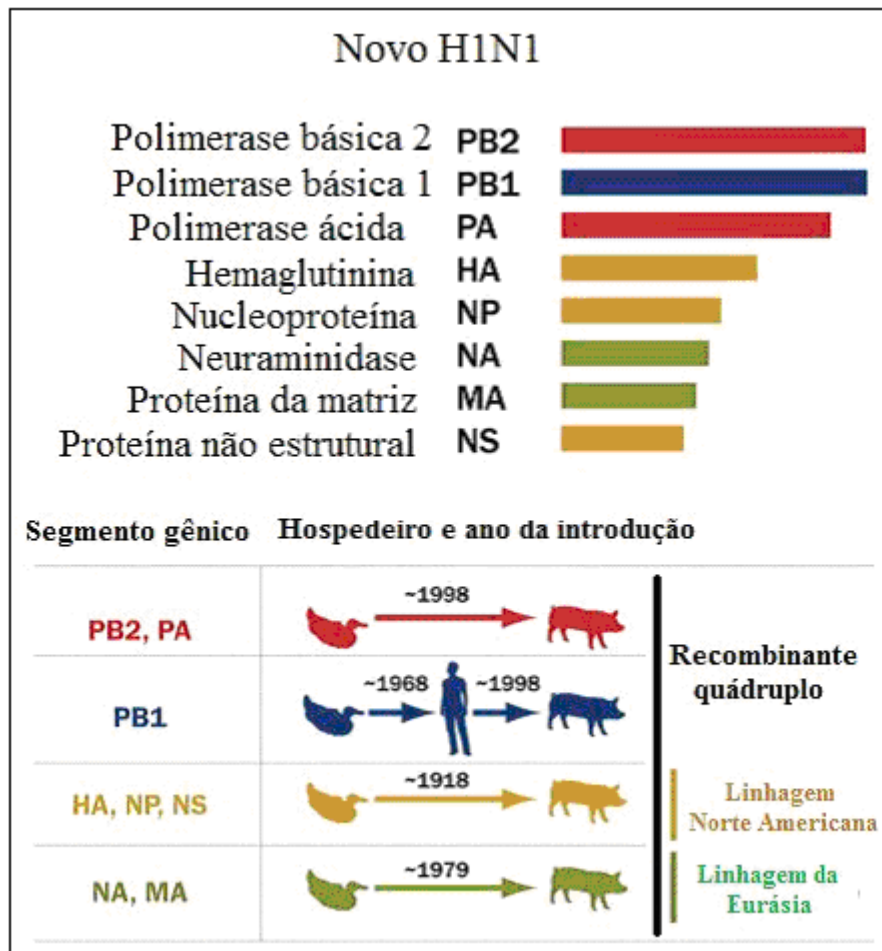 Novo H1N1
Polimerase básica 2 PB2
Polimerase básica 1 PB1
Polimerase ácida PA
Hemaglutinina HA
Nucleoproteína NP
Neuraminidase NA
Proteína da matriz MA
Proteína não estrutural NS
Segmento gênico Hospedeiro e ano da introdução
PB2, PA ~1998
PB1 ~1968 ~1998
Recombinante
quádruplo
HA, NP, NS ~1918
Linhagem
Norte Americana
NA, MA ~1979
Linhagem da
Eurásia